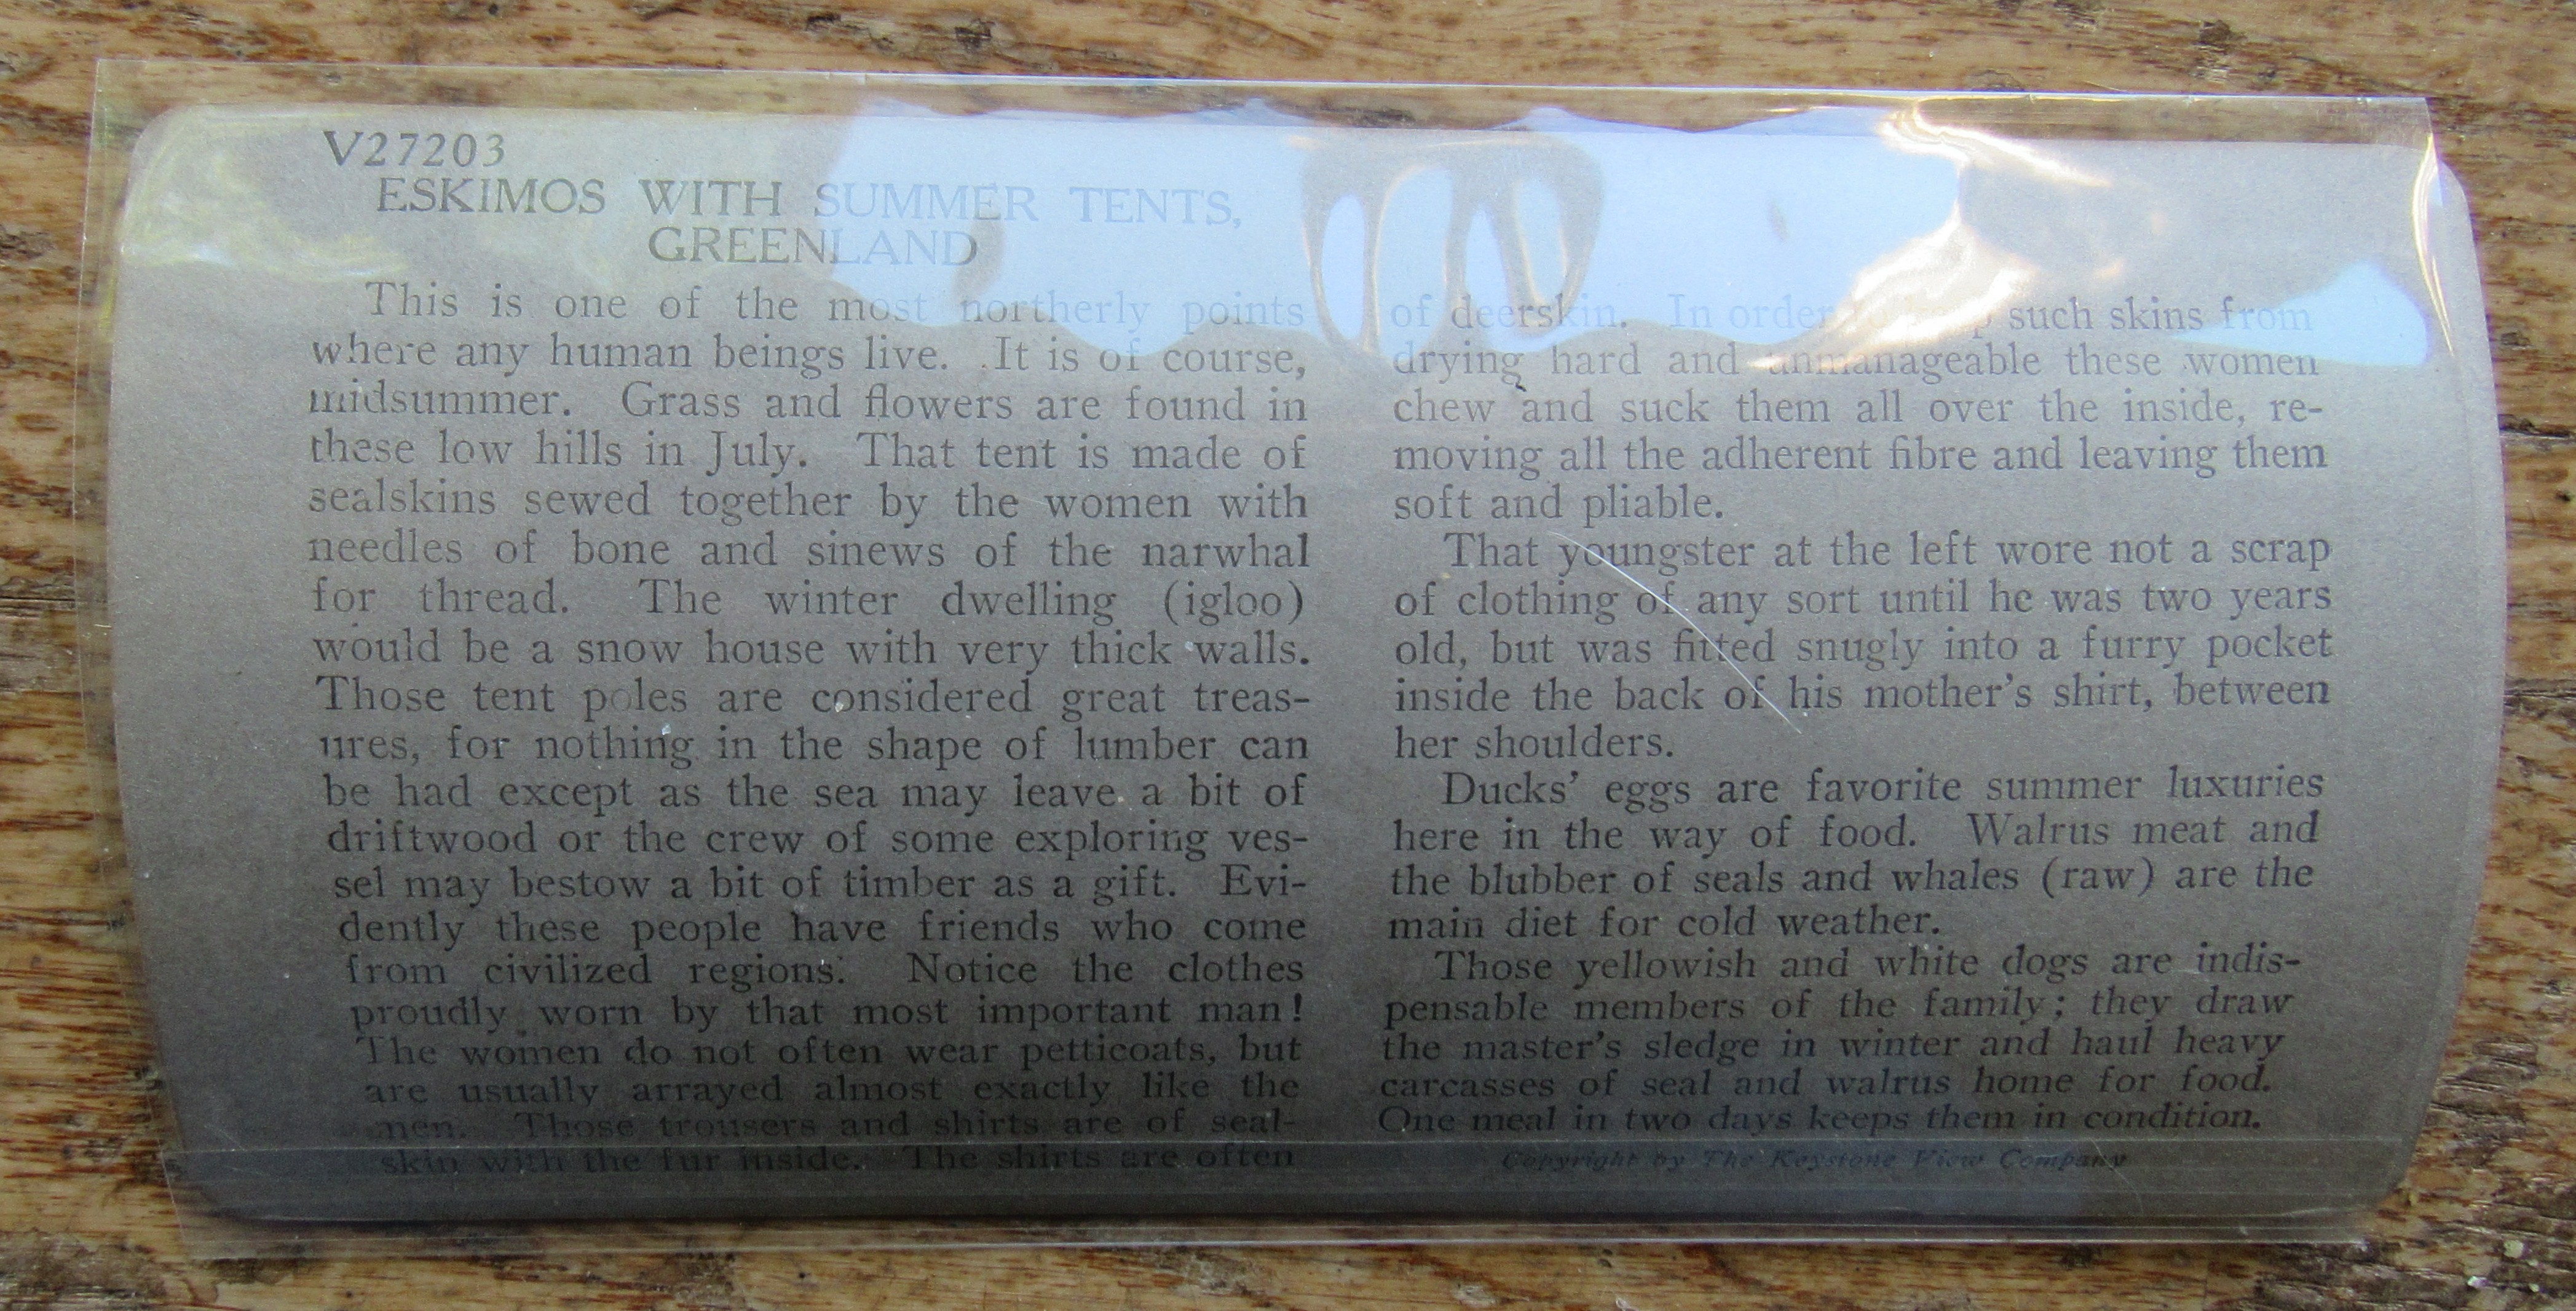 V27203
ESKIMOS WITH SUMMER TENTS,
GREENLAND
This is one of the most northerly points
where any human beings live. It is of course,
midsummer. Grass and flowers are found in
these low hills in July. That tent is made of
sealskins sewed together by the women with
needles of bone and sinews of the narwhal
for thread. The winter dwelling (igloo)
would be a snow house with very thick walls.
Those tent poles are considered great treas-
ures, for nothing in the shape of lumber can
be had except as the sea may leave a bit of
driftwood or the crew of some exploring ves-
sel may bestow a bit of timber as a gift. Evi-
dently these people have friends who come
from civilized regions. Notice the clothes
proudly worn by that most important man!
The women do not often wear petticoats, but
are usually arrayed almost exactly like the
men. Those trousers and shirts are of seal-
skin with the fur inside. The shirts are often
of deerskin. In order such skins from
drying hard and unmanageable these women
chew and suck them all over the inside, re-
moving all the adherent fibre and leaving them
soft and pliable.
That youngster at the left wore not a scrap
of clothing of any sort until he was two years
old, but was fitted snugly into a furry pocket
inside the back of his mother's shirt, between
her shoulders.
Ducks' eggs are favorite summer luxuries
here in the way of food. Walrus meat and
the blubber of seals and whales (raw) are the
main diet for cold weather.
Those yellowish and white dogs are indis-
pensable members of the family; they draw
the master's sledge in winter and haul heavy
carcasses of seal and walrus home for food.
One meal in two days keeps them in condition.
Copyright by The Keystone View Company